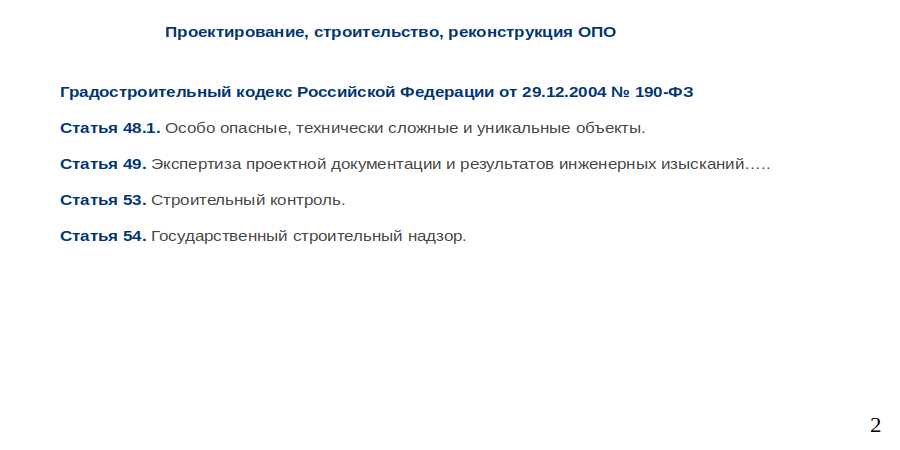 Проектирование, строительство, реконструкция ОПО
Градостроительный кодекс Российской Федерации от 29.12.2004 № 190-ФЗ
Статья 48.1. Особо опасные, технически сложные и уникальные объекты.
Статья 49. Экспертиза проектной документации и результатов инженерных изысканий…..
Статья 53. Строительный контроль.
Статья 54. Государственный строительный надзор.
2